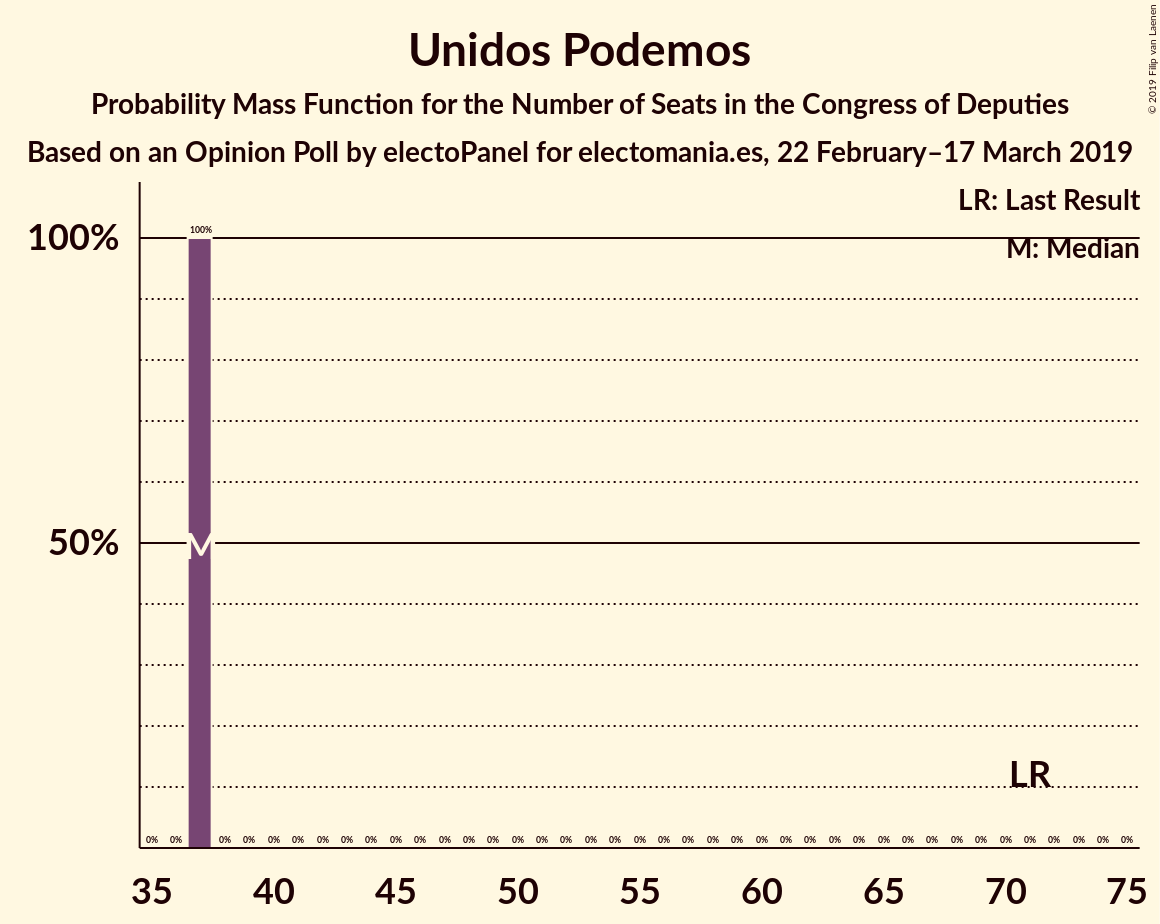 Unidos Podemos
Probability Mass Function for the Number of Seats in the Congress of Deputies
Based on an Opinion Poll by electoPanel for electomania.es, 22 February–17 March 2019
© 2019 Filip van Laenen
LR: Last Result
M: Median
100%
100%
50%
M
LR
0% 0% 0% 0% 0% 0% 0% 0% 0% 0% 0% 0% 0% 0% 0% 0% 0% 0% 0% 0% 0% 0% 0% 0% 0% 0% 0% 0% 0% 0% 0% 0% 0% 0% 0% 0% 0% 0% 0% 0%
35 40 45 50 55 60 65 70 75